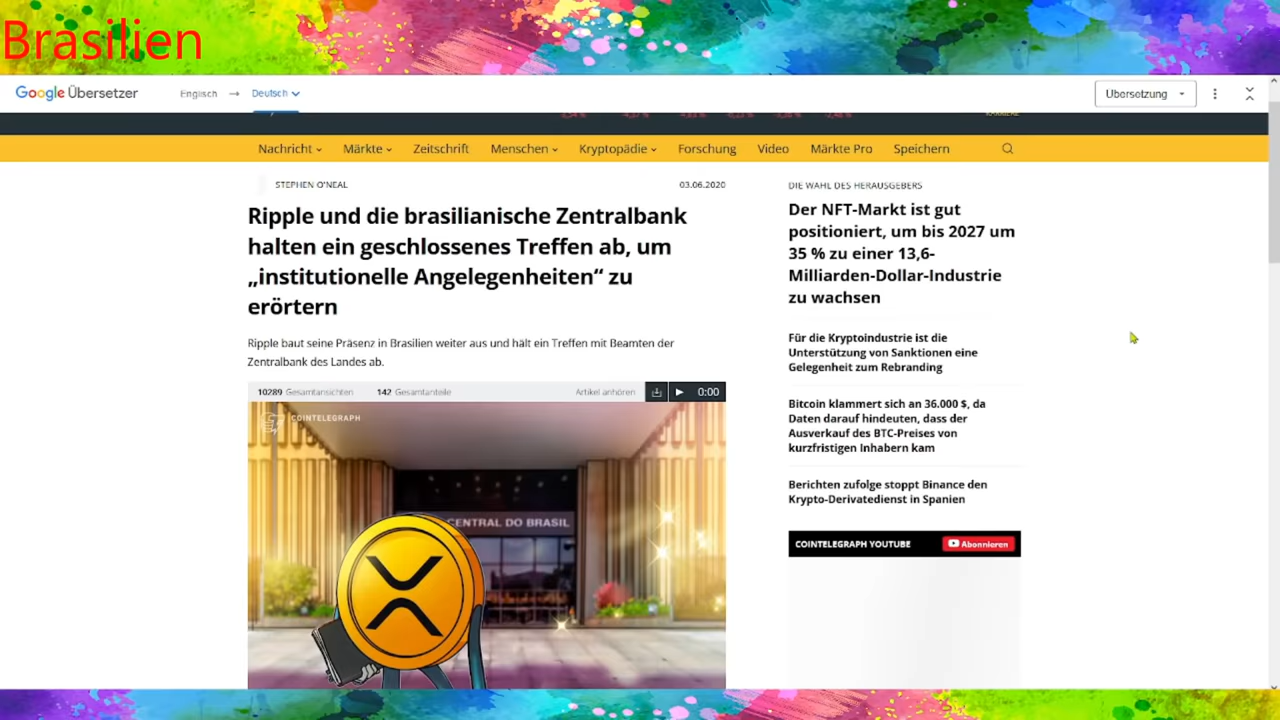 Brasilien
Google Übersetzer
Englisch → Deutsch
Übersetzung
Nachricht Märkte Zeitschrift Menschen Kryptopädie Forschung Video Märkte Pro Speichern
STEPHEN O'NEAL
03.06.2020
Ripple und die brasilianische Zentralbank
halten ein geschlossenes Treffen ab, um
„institutionelle Angelegenheiten“ zu
erörtern
Ripple baut seine Präsenz in Brasilien weiter aus und hält ein Treffen mit Beamten der
Zentralbank des Landes ab.
10289 Gesamtansichten 142 Gesamtanteile Artikel anhören 0:00
COINTELEGRAPH
CENTRAL DO BRASIL
DIE WAHL DES HERAUSGEBERS
Der NFT-Markt ist gut
positioniert, um bis 2027 um
35 % zu einer 13,6-
Milliarden-Dollar-Industrie
zu wachsen
Für die Kryptoindustrie ist die
Unterstützung von Sanktionen eine
Gelegenheit zum Rebranding
Bitcoin klammert sich an 36.000 $, da
Daten darauf hindeuten, dass der
Ausverkauf des BTC-Preises von
kurzfristigen Inhabern kam
Berichten zufolge stoppt Binance den
Krypto-Derivatedienst in Spanien
COINTELEGRAPH YOUTUBE
Abonnieren